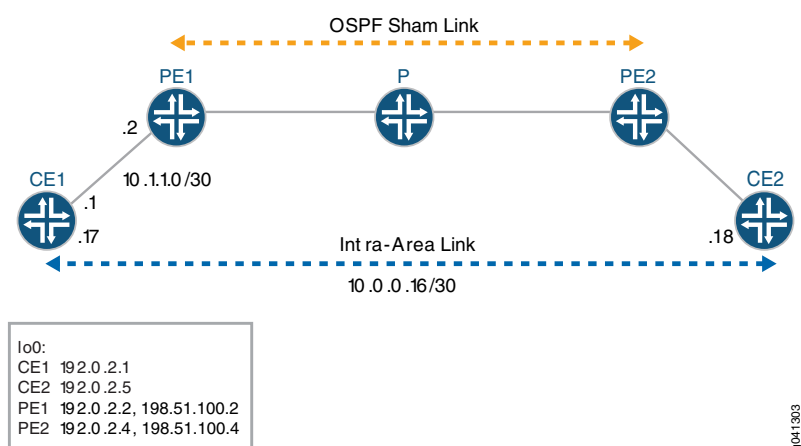 OSPF Sham Link
PE1
P
PE2
.2
CE1
10.1.1.0/30
CE2
.1
.17
Intra-Area Link
.18
10.0.0.16/30
lo0:
CE1 192.0.2.1
CE2 192.0.2.5
PE1 192.0.2.2, 198.51.100.2
PE2 192.0.2.4, 198.51.100.4
g041303